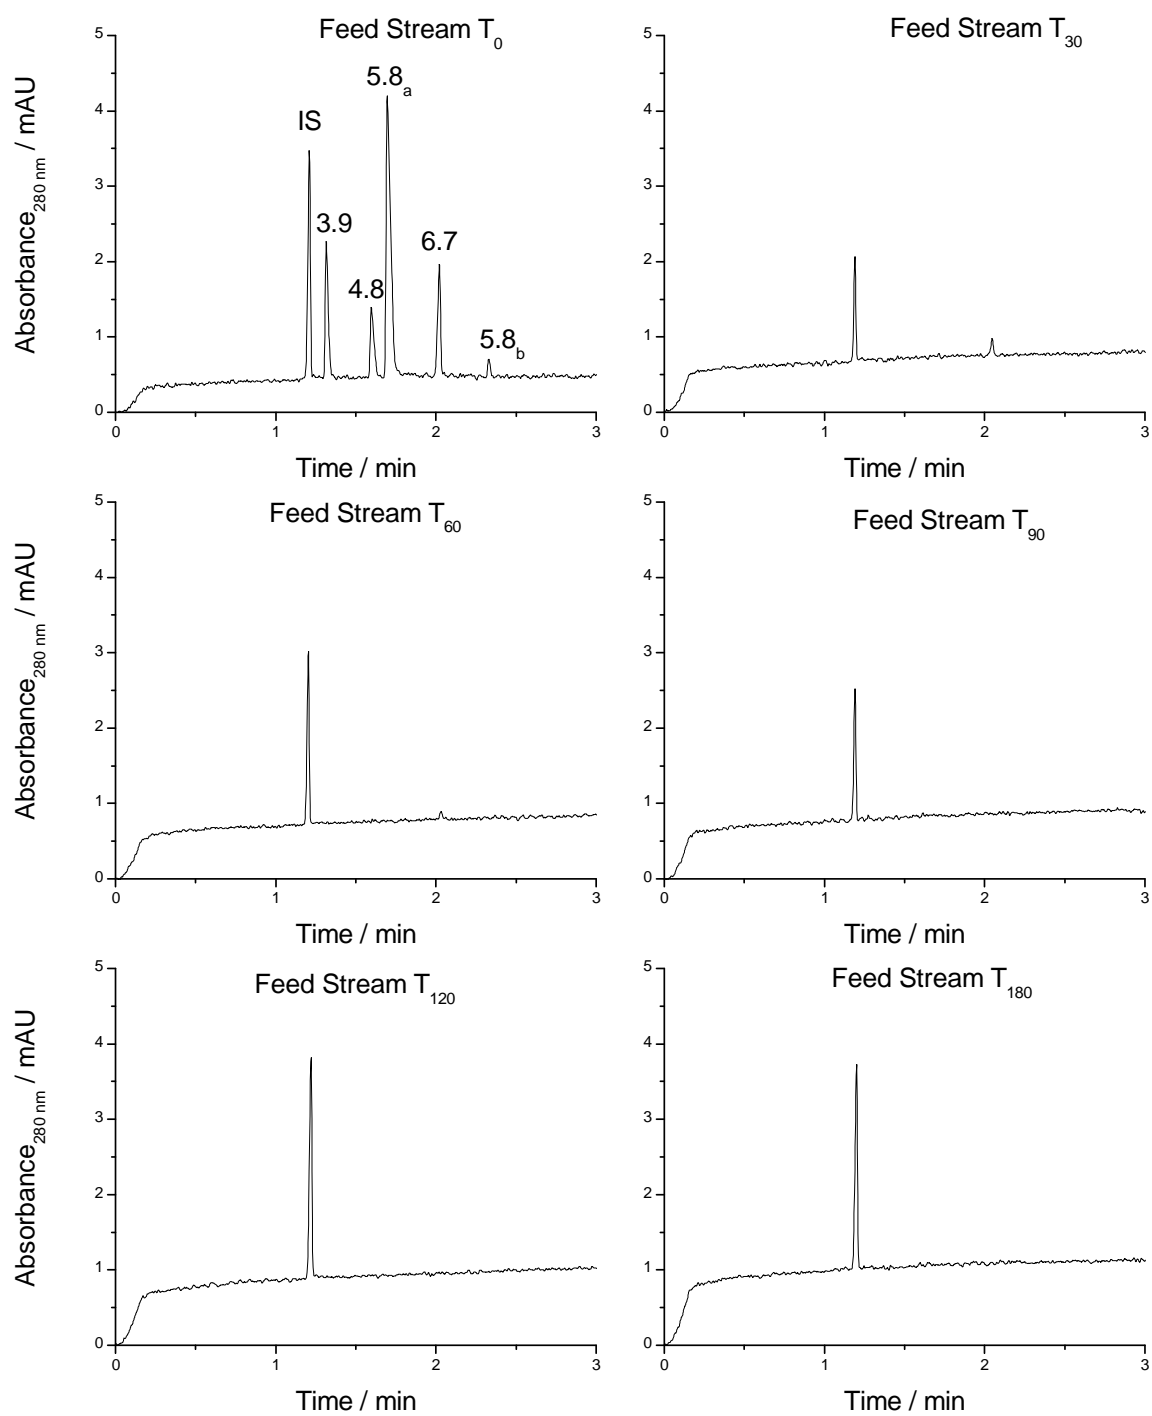 Feed Stream T0
Absorbance280 nm / mAU
5
4
3
2
1
0
IS
3.9
4.8
5.8a
6.7
5.8b
0 1 2 3
Time / min
Feed Stream T30
5
4
3
2
1
0
0 1 2 3
Time / min
Feed Stream T60
Absorbance280 nm / mAU
5
4
3
2
1
0
0 1 2 3
Time / min
Feed Stream T90
5
4
3
2
1
0
0 1 2 3
Time / min
Feed Stream T120
Absorbance280 nm / mAU
5
4
3
2
1
0
0 1 2 3
Time / min
Feed Stream T180
5
4
3
2
1
0
0 1 2 3
Time / min